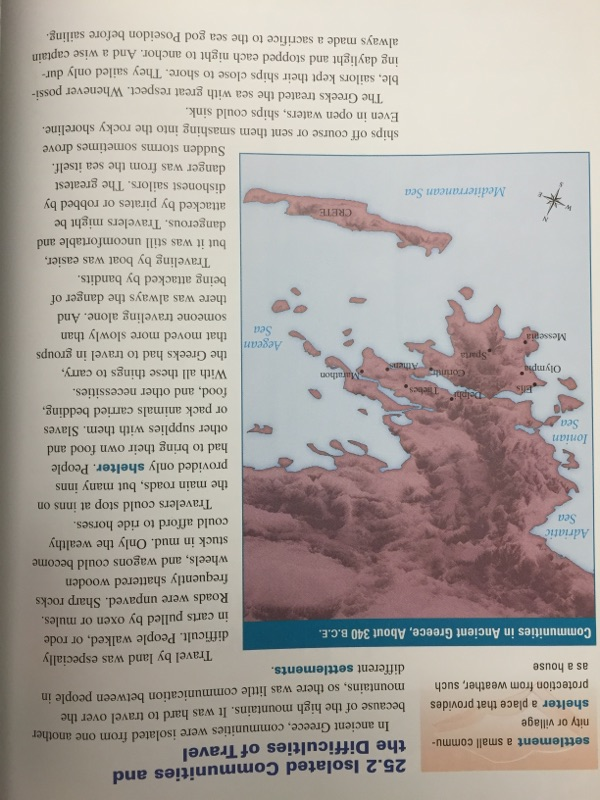 25.2 Isolated Communities and
the Difficulties of Travel
settlement a small commu-
nity or village
shelter a place that provides
protection from weather, such
as a house
In ancient Greece, communities were isolated from one another
because of the high mountains. It was hard to travel over the
mountains, so there was little communication between people in
different settlements.
Communities in Ancient Greece, About 340 B.C.E.
Adriatic
Sea
Ionian
Sea
Elis
Olympia
Messenia
Delphi
Thebes
Corinth
Athens
Marathon
Sparta
Aegean
Sea
CRETE
Mediterranean Sea
N
E
S
W
Travel by land was especially
difficult. People walked, or rode
in carts pulled by oxen or mules.
Roads were unpaved. Sharp rocks
frequently shattered wooden
wheels, and wagons could become
stuck in mud. Only the wealthy
could afford to ride horses.
Travelers could stop at inns on
the main roads, but many inns
provided only shelter. People
had to bring their own food and
other supplies with them. Slaves
or pack animals carried bedding,
food, and other necessities.
With all these things to carry,
the Greeks had to travel in groups
that moved more slowly than
someone traveling alone. And
there was always the danger of
being attacked by bandits.
Traveling by boat was easier,
but it was still uncomfortable and
dangerous. Travelers might be
attacked by pirates or robbed by
dishonest sailors. The greatest
danger was from the sea itself.
Sudden storms sometimes drove
ships off course or sent them smashing into the rocky shoreline.
Even in open waters, ships could sink.
The Greeks treated the sea with great respect. Whenever possi-
ble, sailors kept their ships close to shore. They sailed only dur-
ing daylight and stopped each night to anchor. And a wise captain
always made a sacrifice to the sea god Poseidon before sailing.